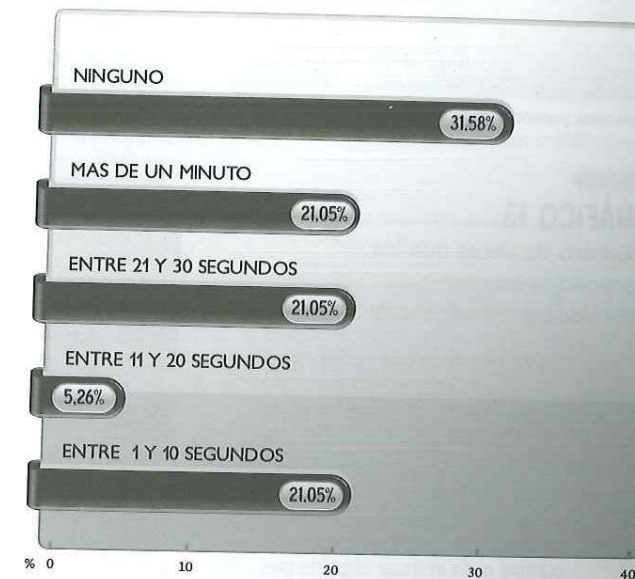 NINGUNO
31,58%
MAS DE UN MINUTO
21,05%
ENTRE 21 Y 30 SEGUNDOS
21,05%
ENTRE 11 Y 20 SEGUNDOS
5,26%
ENTRE 1 Y 10 SEGUNDOS
21,05%
% 0 10 20 30 40